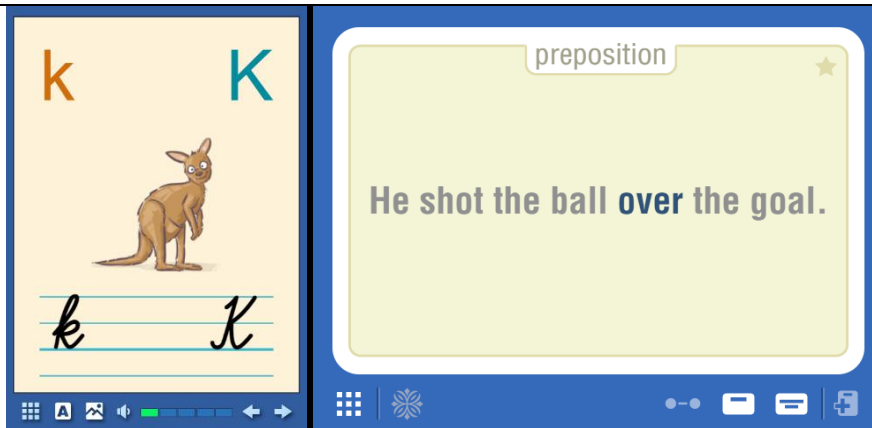 k K
k K
A
preposition
He shot the ball over the goal.